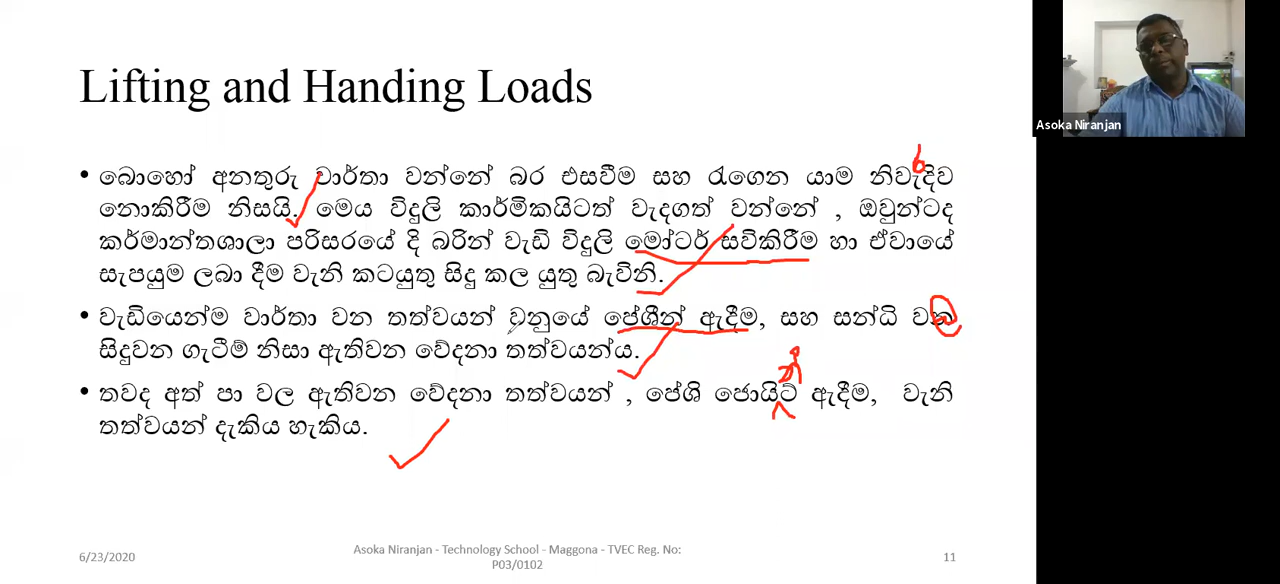 Lifting and Handing Loads
• බොහෝ අනතුරු වාර්තා වන්නේ බර එසවීම සහ රැගෙන යාම නිවැදිව
නොකිරීම නිසයි. මෙය විදුලි කාර්මිකයිටත් වැදගත් වන්නේ , ඔවුන්ටද
කර්මාන්තශාලා පරිසරයේ දි බරින් වැඩි විදුලි මෝටර් සවිකිරීම හා ඒවායේ
සැපයුම ලබා දීම වැනි කටයුතු සිදු කල යුතු බැවිනි.
• වැඩියෙන්ම වාර්තා වන තත්වයන් වනුයේ පේශීන් ඇදීම, සහ සන්ධි වක
සිදුවන ගැටීම් නිසා ඇතිවන වේදනා තත්වයන්ය.
• තවද අත් පා වල ඇතිවන වේදනා තත්වයන් , පේශි ජොයිට් ඇදීම, වැනි
තත්වයන් දැකිය හැකිය.
6/23/2020
Asoka Niranjan - Technology School - Maggona - TVEC Reg. No:
P03/0102
11
Asoka Niranjan